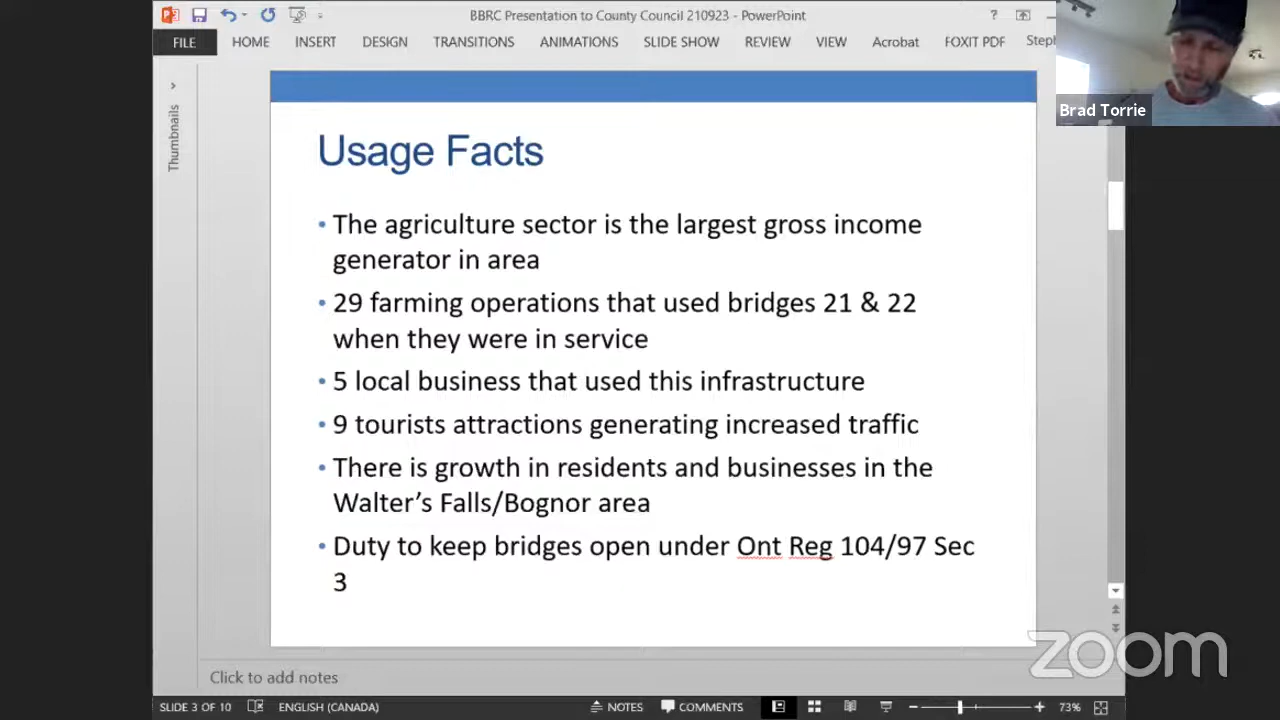 BBRC Presentation to County Council 210923 - PowerPoint
?
FILE HOME INSERT DESIGN TRANSITIONS ANIMATIONS SLIDE SHOW REVIEW VIEW Acrobat FOXIT PDF Steph
Brad Torrie
Thumbnails
Usage Facts
• The agriculture sector is the largest gross income
generator in area
• 29 farming operations that used bridges 21 & 22
when they were in service
• 5 local business that used this infrastructure
• 9 tourists attractions generating increased traffic
• There is growth in residents and businesses in the
Walter's Falls/Bognor area
• Duty to keep bridges open under Ont Reg 104/97 Sec
3
zoom
Click to add notes
SLIDE 3 OF 10 ENGLISH (CANADA) NOTES COMMENTS 73%